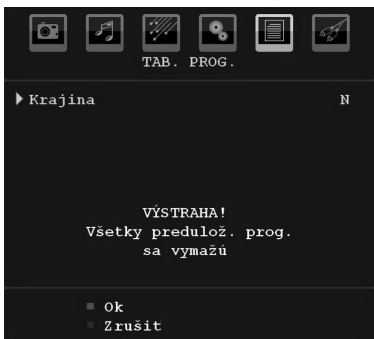 TAB. PROG.
Krajina N
VÝSTRAHA!
Všetky predulož. prog.
sa vymažú
Ok
Zrušit